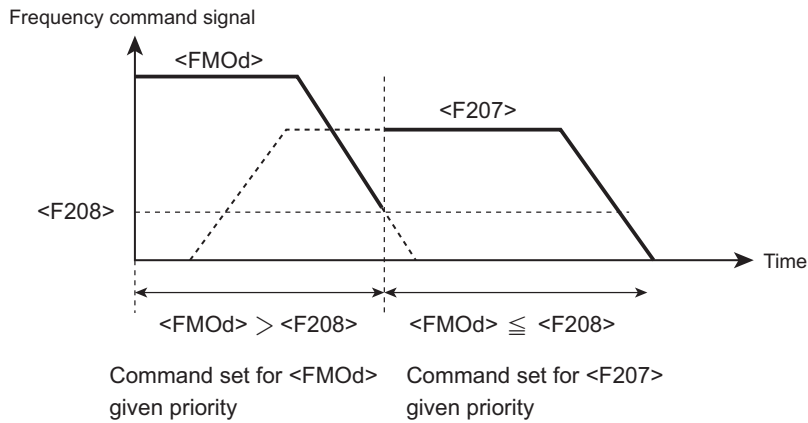 Frequency command signal
<FMOd>
<F207>
<F208>
Time
<FMOd> > <F208>
<FMOd> ≦ <F208>
Command set for <FMOd>
given priority
Command set for <F207>
given priority